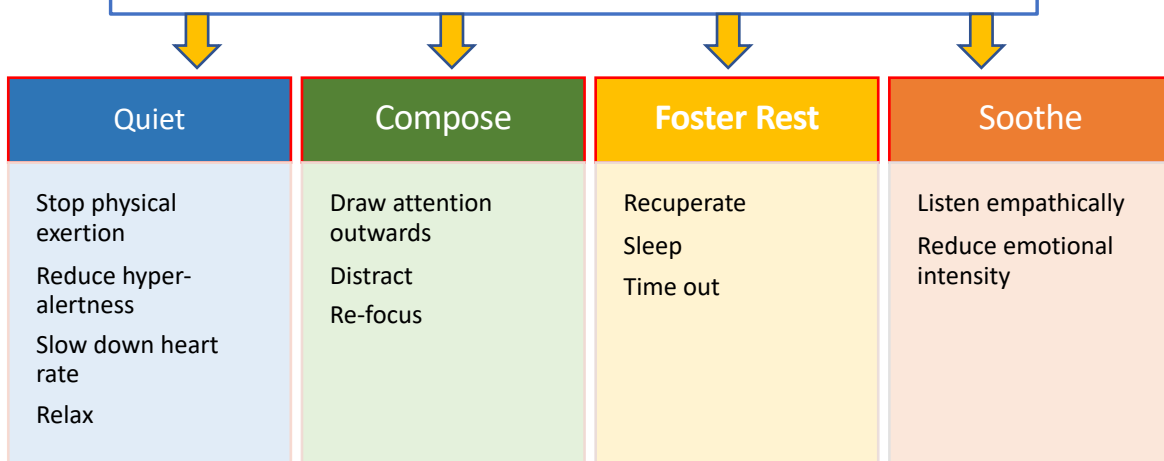 Quiet
Stop physical
exertion
Reduce hyper-
alertness
Slow down heart
rate
Relax
Compose
Draw attention
outwards
Distract
Re-focus
Foster Rest
Recuperate
Sleep
Time out
Soothe
Listen empathically
Reduce emotional
intensity